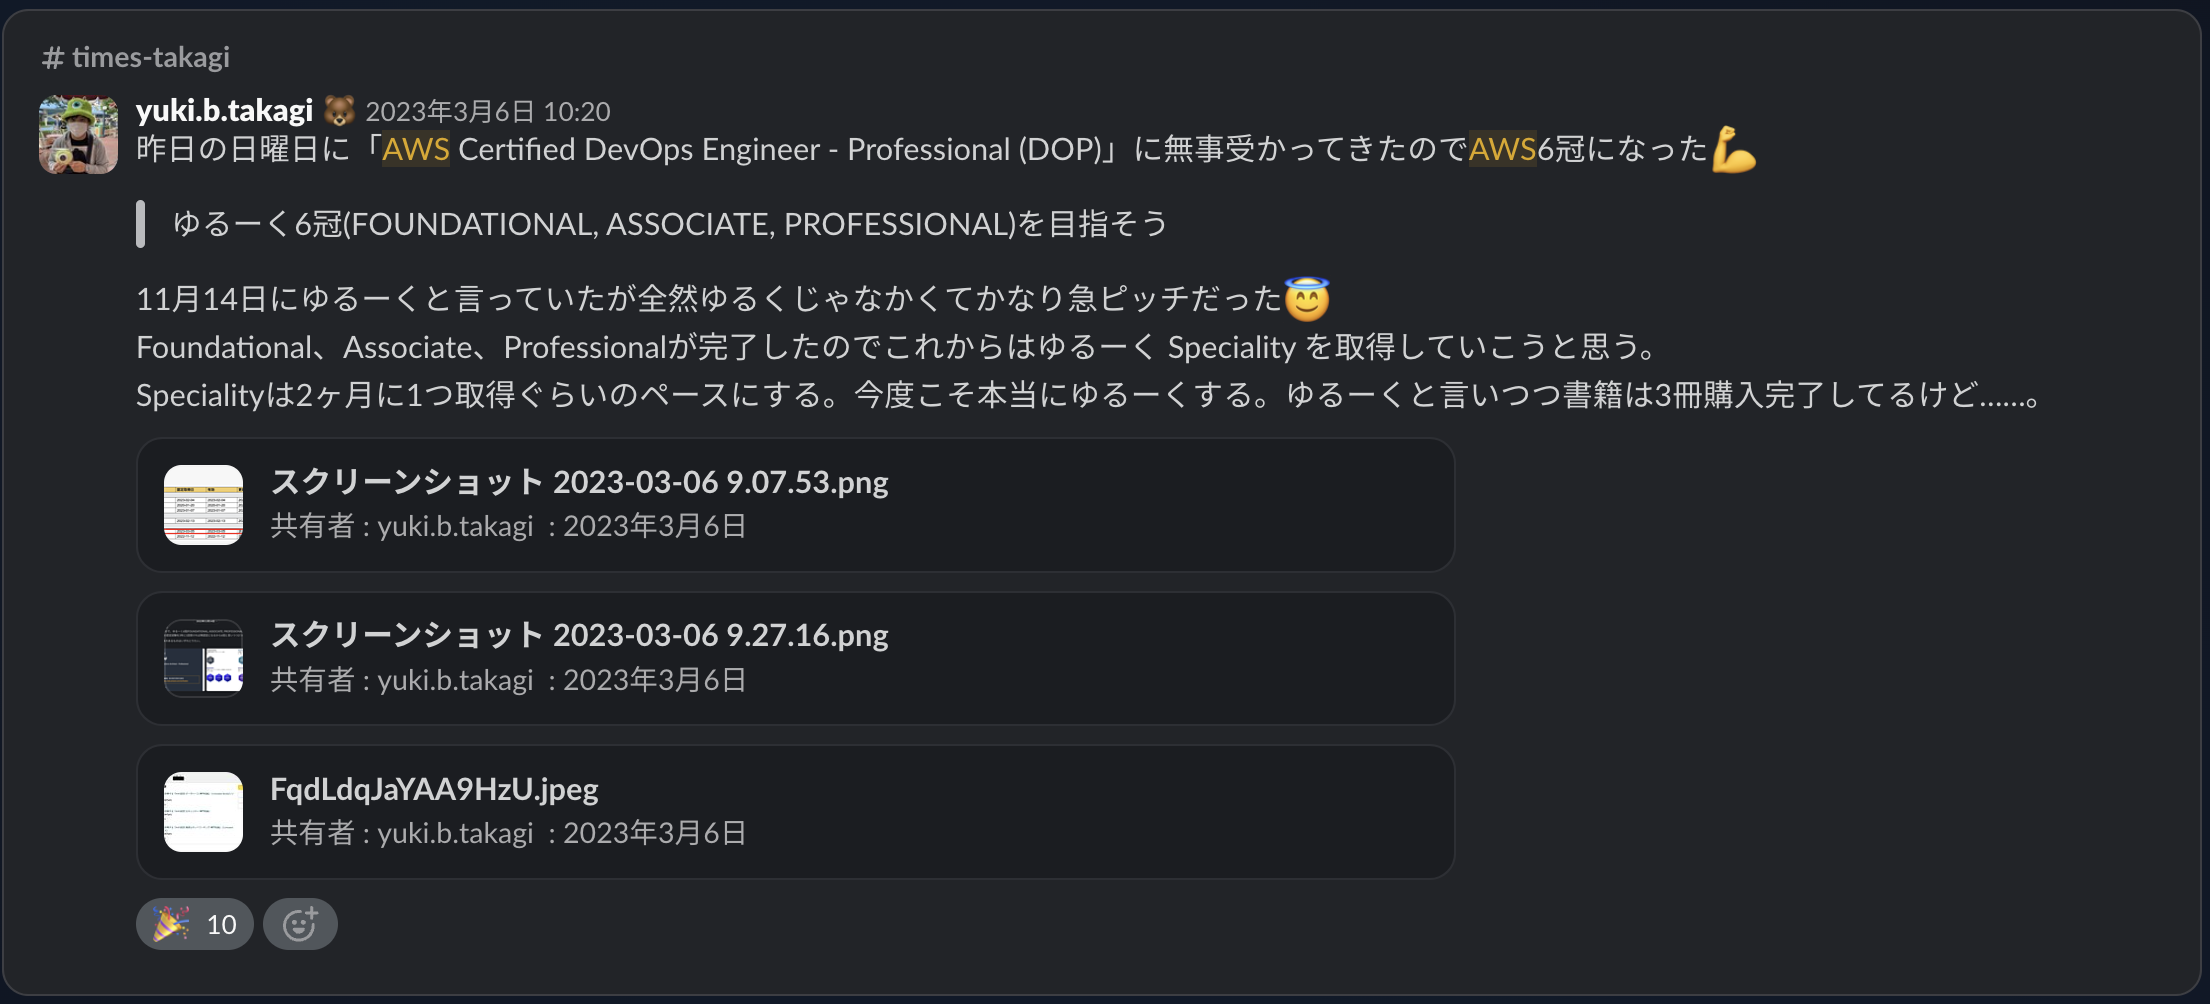 # times-takagi
yuki.b.takagi 2023年3月6日 10:20
昨日の日曜日に「AWS Certified DevOps Engineer - Professional (DOP)」に無事受かってきたのでAWS6冠になった
ゆるーく6冠(FOUNDATIONAL, ASSOCIATE, PROFESSIONAL)を目指そう
11月14日にゆるーくと言っていたが全然ゆるくじゃなかくてかなり急ピッチだった
Foundational、Associate、Professionalが完了したのでこれからはゆるーく Speciality を取得していこうと思う。
Specialityは2ヶ月に1つ取得ぐらいのペースにする。今度こそ本当にゆるーくする。ゆるーくと言いつつ書籍は3冊購入完了してるけど……。
スクリーンショット 2023-03-06 9.07.53.png
共有者 : yuki.b.takagi : 2023年3月6日
スクリーンショット 2023-03-06 9.27.16.png
共有者 : yuki.b.takagi : 2023年3月6日
FqdLdqJaYAA9HzU.jpeg
共有者 : yuki.b.takagi : 2023年3月6日
10